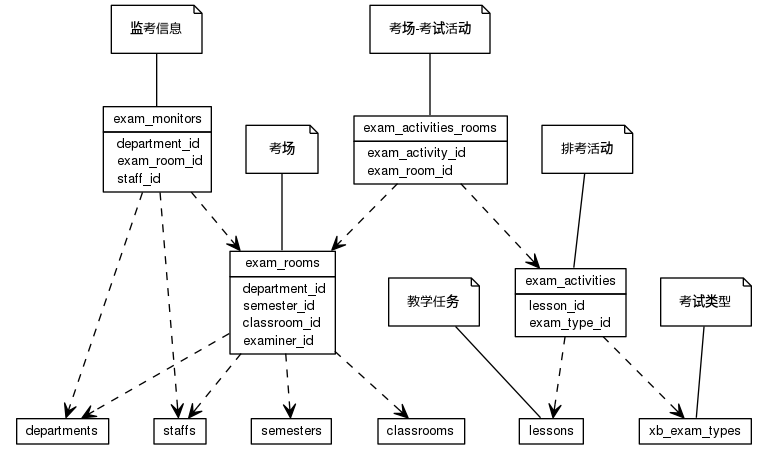 监考信息
考场-考试活动
exam_monitors
department_id
exam_room_id
staff_id
考场
exam_activities_rooms
exam_activity_id
exam_room_id
排考活动
exam_rooms
department_id
semester_id
classroom_id
examiner_id
教学任务
exam_activities
lesson_id
exam_type_id
考试类型
departments
staffs
semesters
classrooms
lessons
xb_exam_types